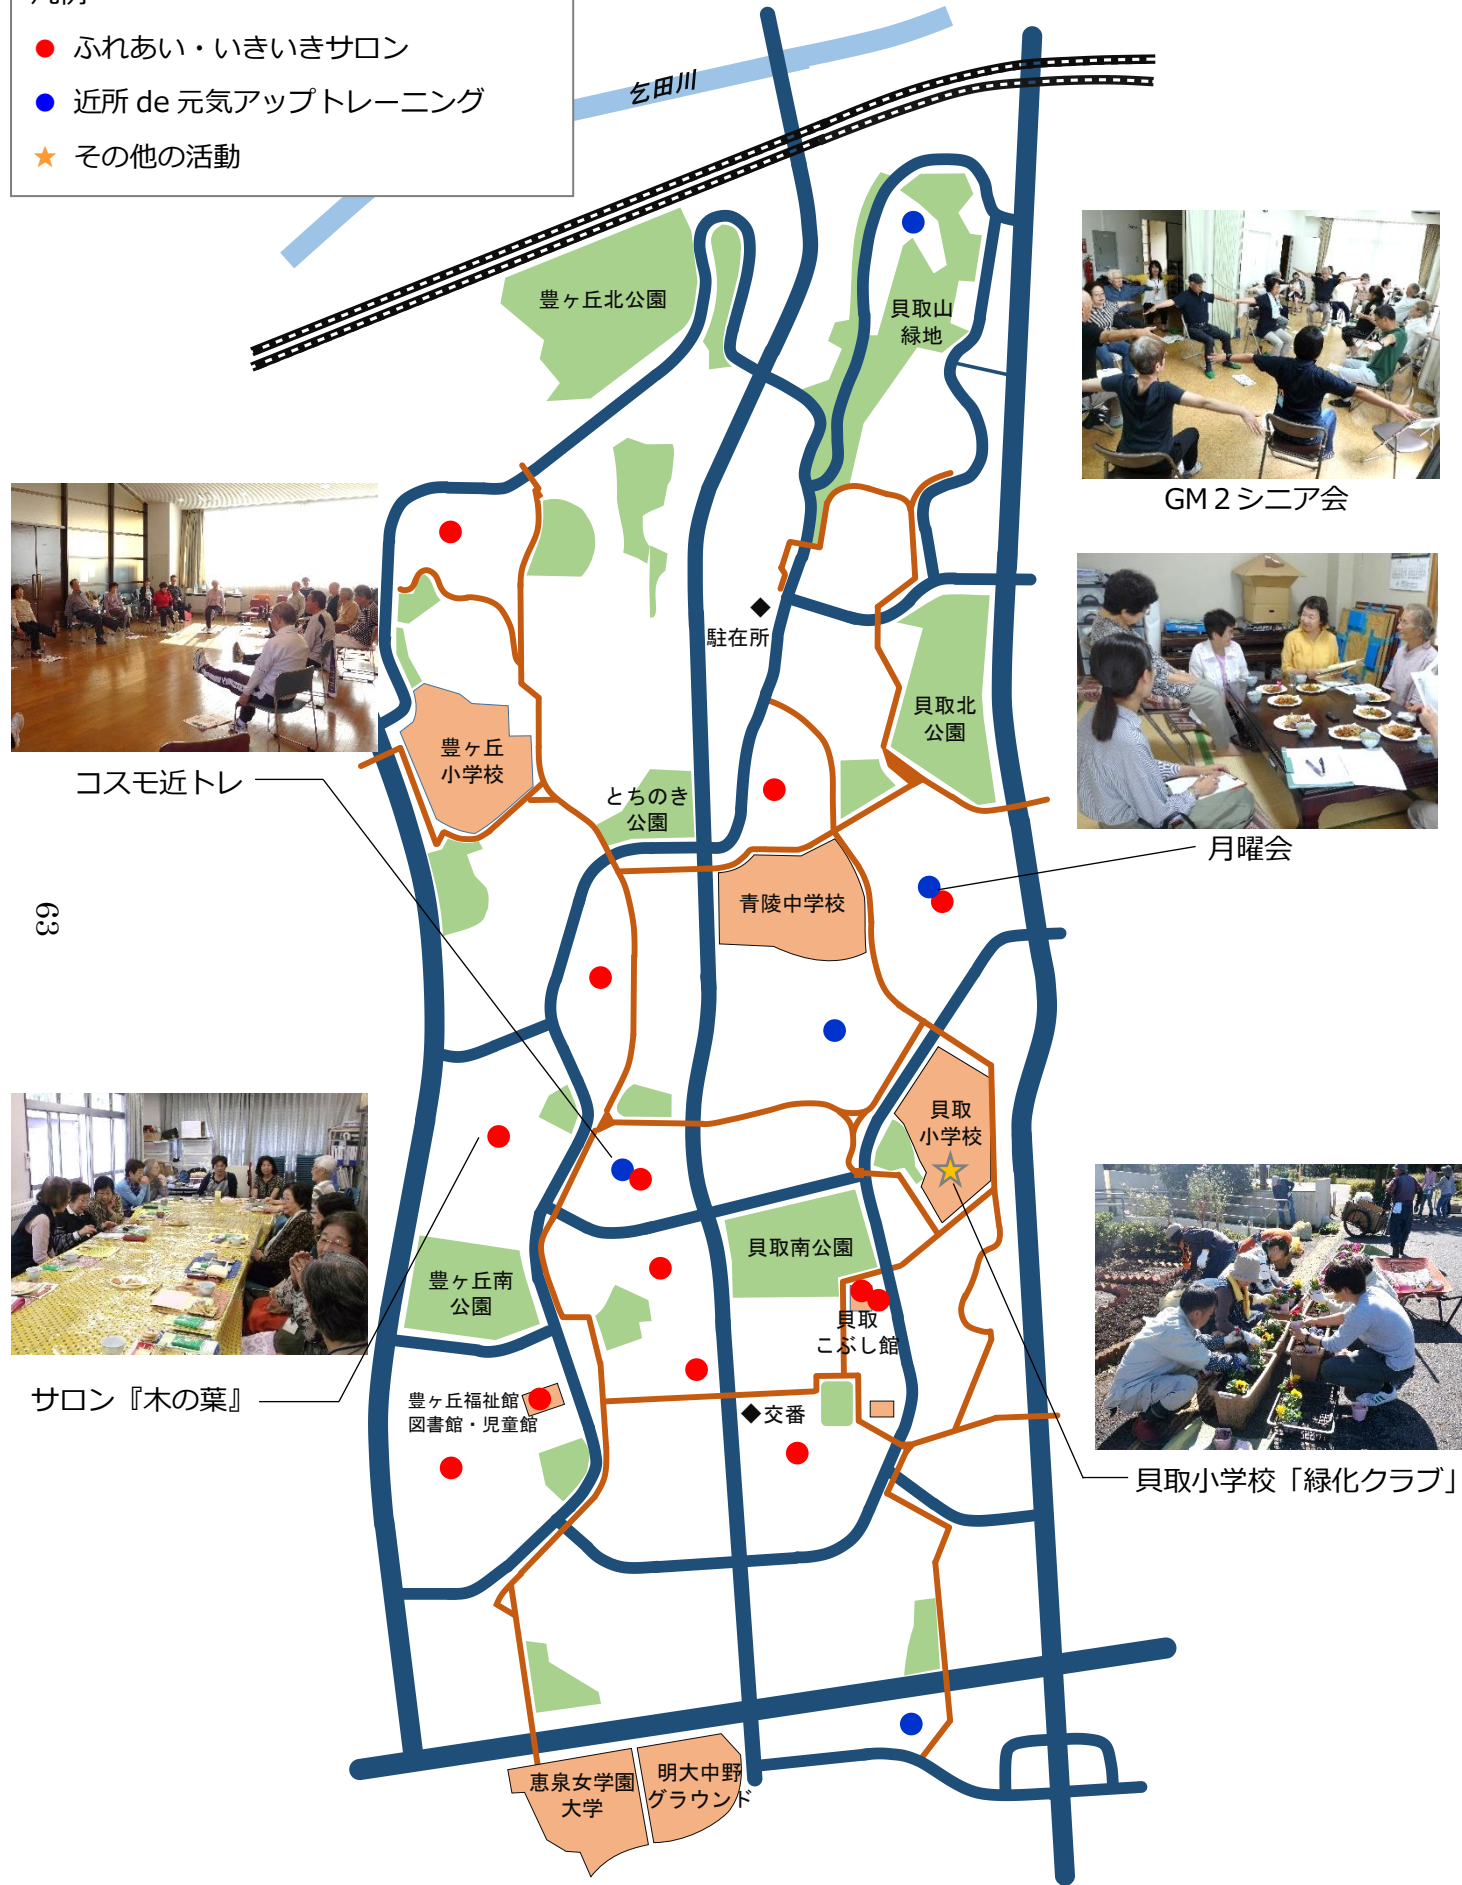 凡例
ふれあい・いきいきサロン
近所 de 元気アップトレーニング
その他の活動
乞田川
豊ヶ丘北公園
貝取山
緑地
GM２シニア会
駐在所
貝取北
公園
豊ヶ丘
小学校
コスモ近トレ
とちのき
公園
月曜会
青陵中学校
63
貝取
小学校
貝取南公園
豊ヶ丘南
公園
貝取
こぶし館
サロン『木の葉』
豊ヶ丘福祉館
図書館・児童館
交番
貝取小学校「緑化クラブ」
恵泉女学園
大学
明大中野
グラウンド